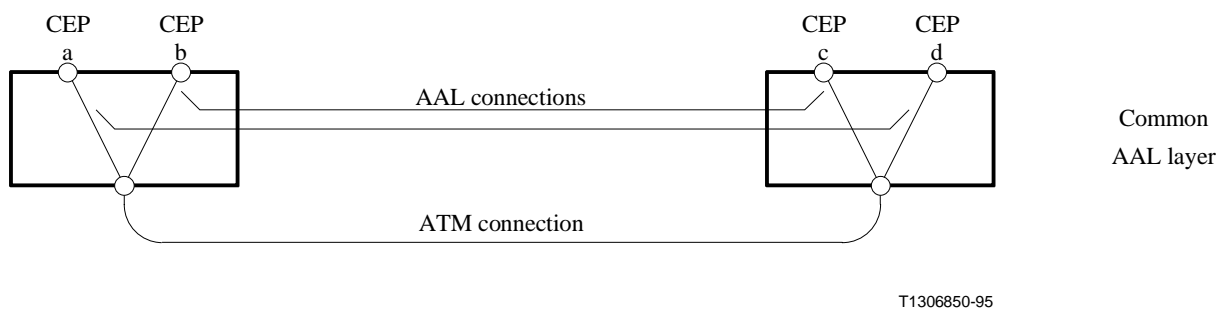 CEP CEP CEP CEP
a b c d
AAL connections
Common
AAL layer
ATM connection
T1306850-95